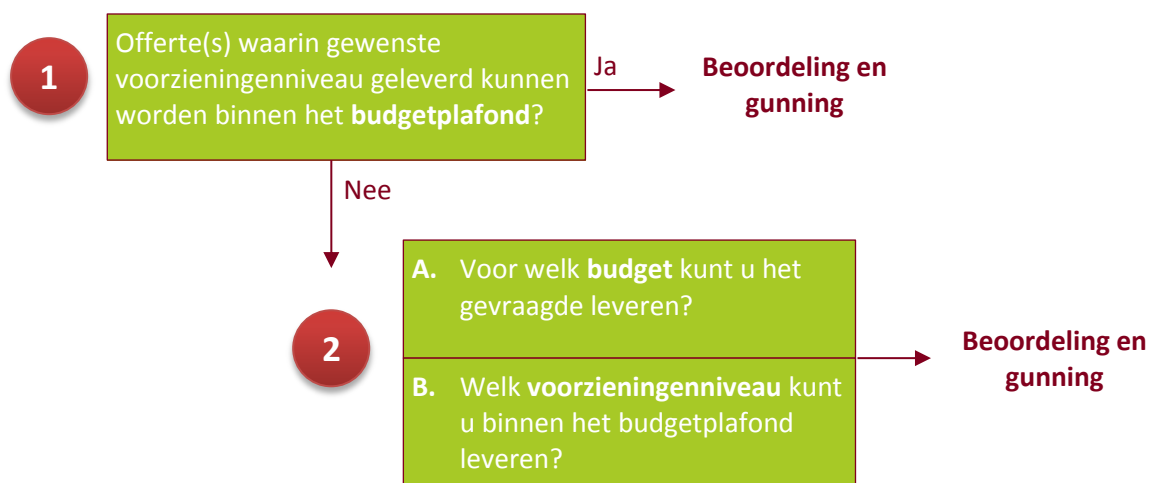 1
Offerte(s) waarin gewenste
voorzieningenniveau geleverd kunnen
worden binnen het budgetplafond?
Ja
Beoordeling en
gunning
Nee
2
A. Voor welk budget kunt u het
gevraagde leveren?
B. Welk voorzieningenniveau kunt
u binnen het budgetplafond
leveren?
Beoordeling en
gunning